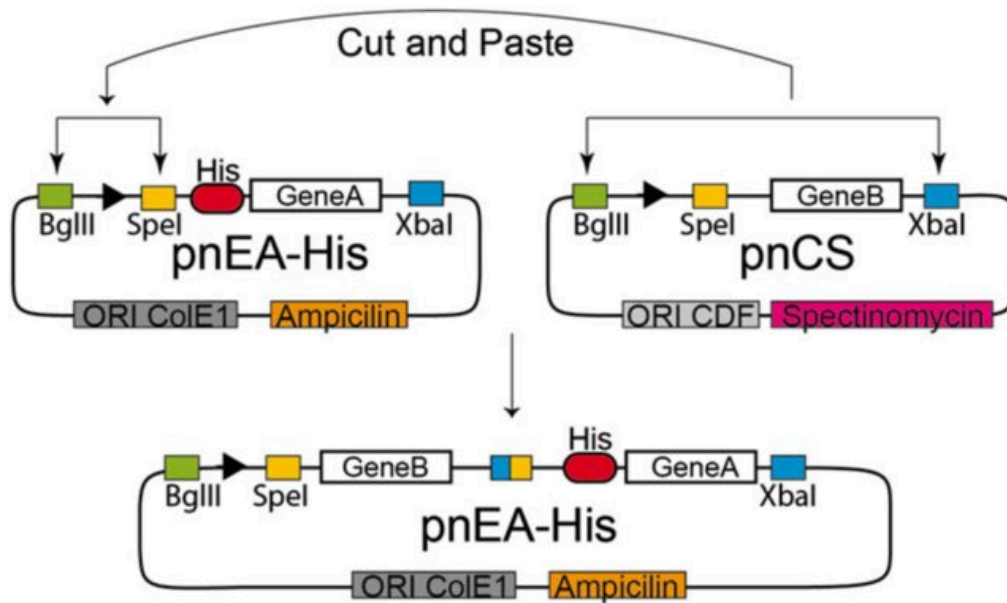 Cut and Paste
His
GeneA
BglII
SpeI
XbaI
pnEA-His
ORI ColE1
Ampicilin
GeneB
BglII
SpeI
XbaI
pnCS
ORI CDF
Spectinomycin
His
GeneB
GeneA
BglII
SpeI
XbaI
pnEA-His
ORI ColE1
Ampicilin